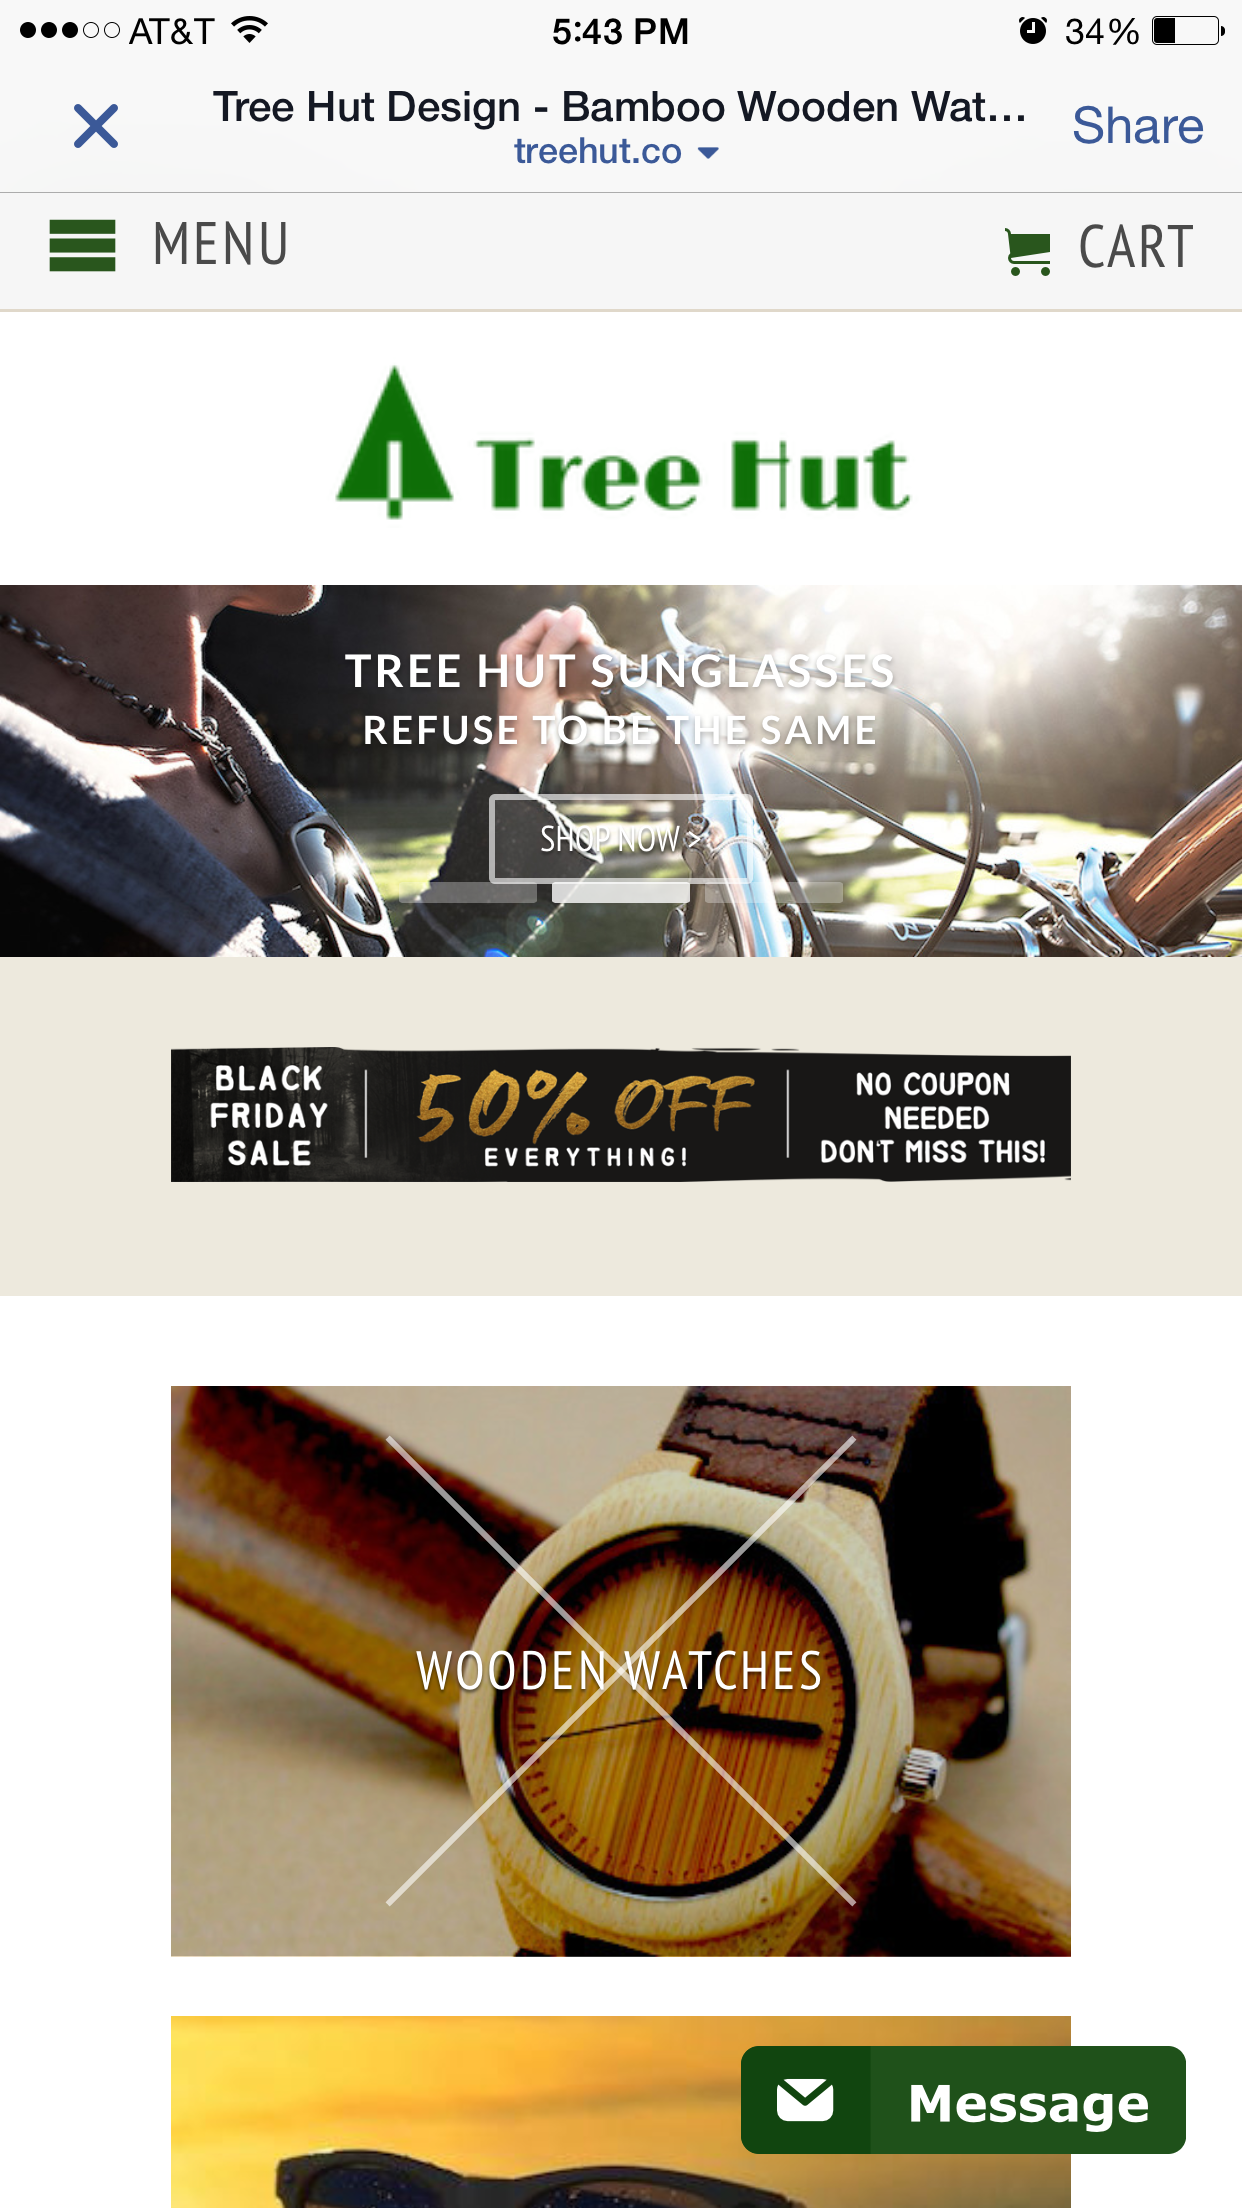 AT&T
5:43 PM
34%
Tree Hut Design - Bamboo Wooden Wat...
treehut.co
Share
MENU
CART
Tree Hut
TREE HUT SUNGLASSES
REFUSE TO BE THE SAME
SHOP NOW >
BLACK
FRIDAY
SALE
50% OFF
EVERYTHING!
NO COUPON
NEEDED
DON'T MISS THIS!
WOODEN WATCHES
Message